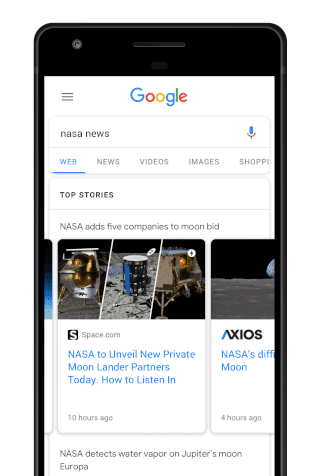 Google
nasa news
WEB NEWS VIDEOS IMAGES SHOPPI
TOP STORIES
NASA adds five companies to moon bid
Space.com
NASA to Unveil New Private
Moon Lander Partners
Today. How to Listen In
10 hours ago
AXIOS
NASA's diffi
Moon
4 hours ago
NASA detects water vapor on Jupiter's moon
Europa